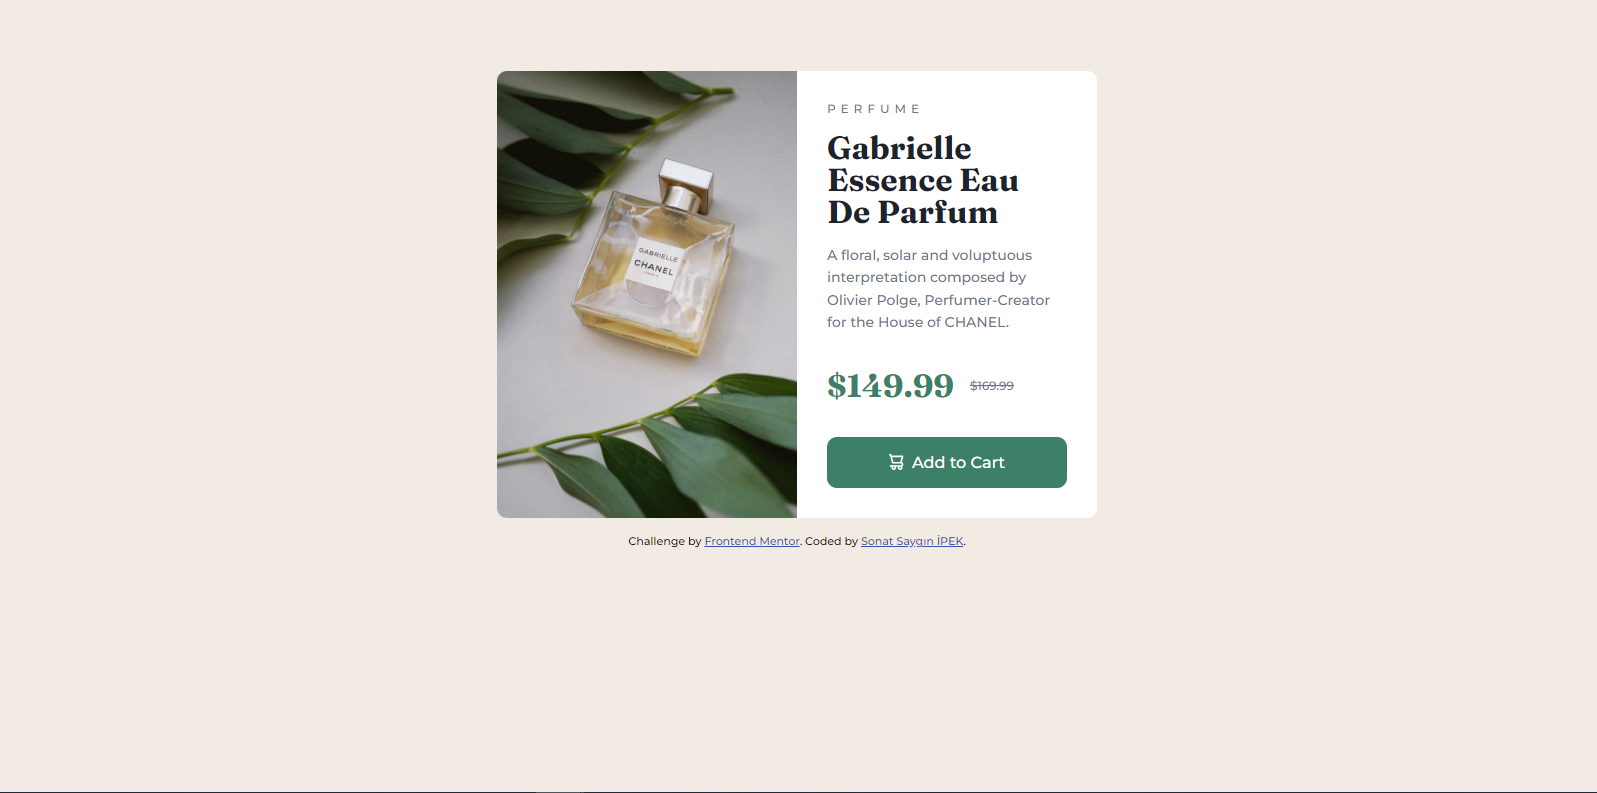 GABRIELLE
CHANEL
PARIS
PERFUME
Gabrielle
Essence Eau
De Parfum
A floral, solar and voluptuous
interpretation composed by
Olivier Polge, Perfumer-Creator
for the House of CHANEL.
$149.99 $169.99
Add to Cart
Challenge by Frontend Mentor. Coded by Sonat Saygın İPEK.